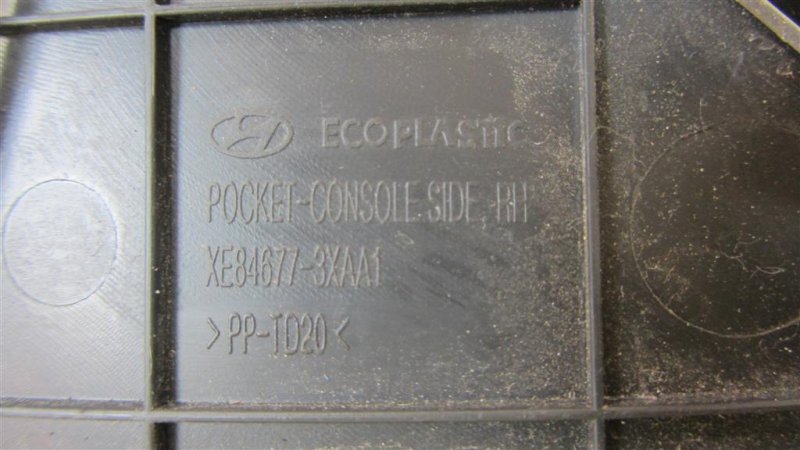 ECOPLASTIC
POCKET-CONSOLE SIDE, RH
XE84677-3XAA1
>PP-TD20<